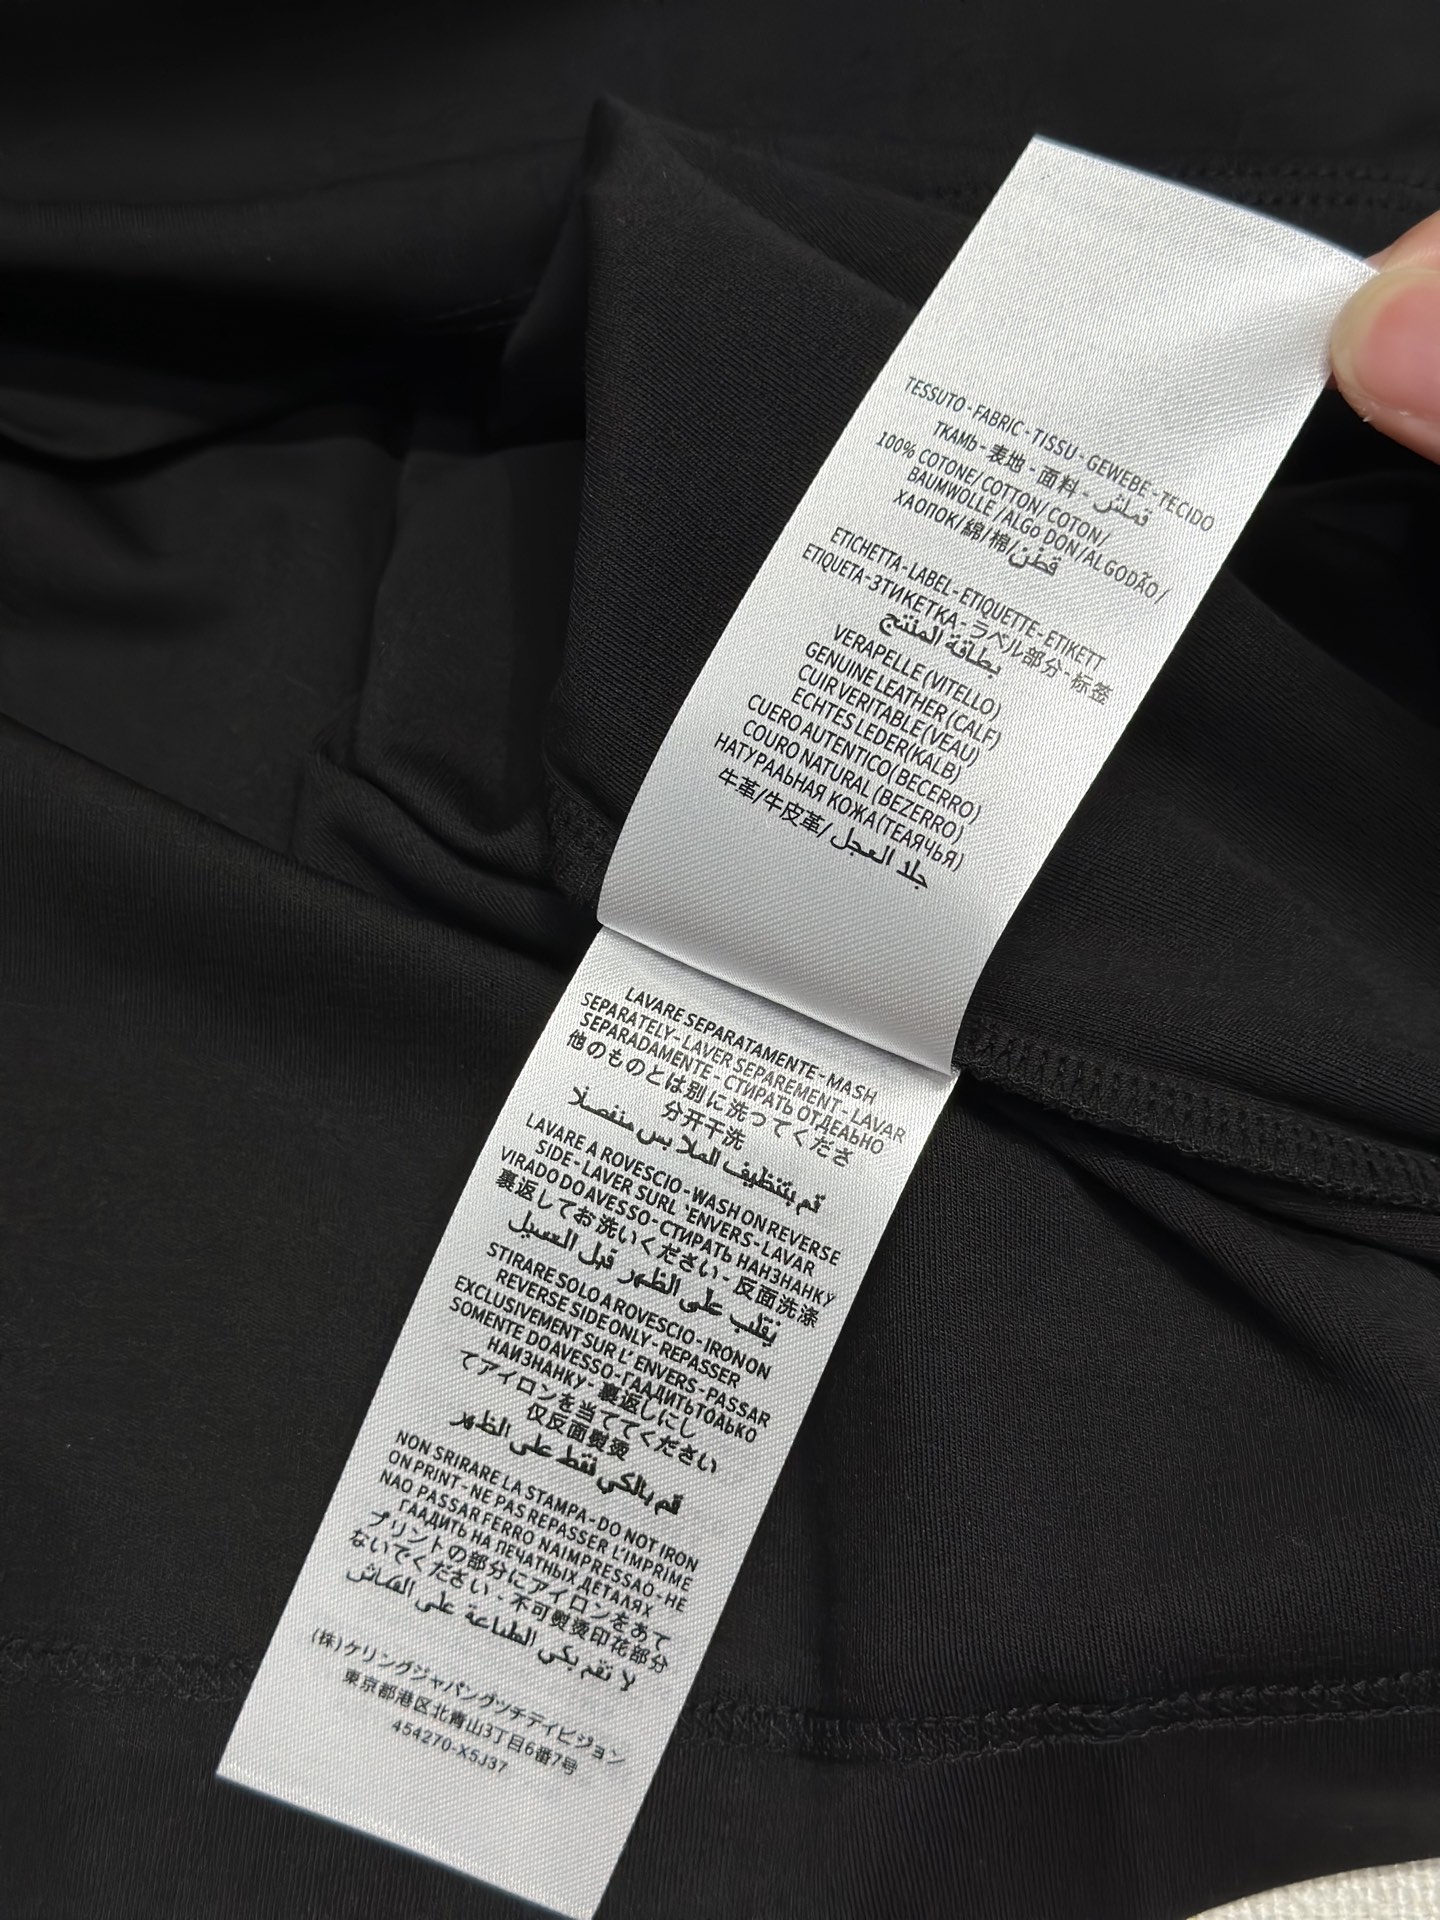 TESSUTO - FABRIC - TISSU - GEWEBE - TECIDO
TKAMb - 表地 - 面料 - قماش
100% COTONE/ COTTON/ COTON/
BAUMWOLLE /ALGo DON /ALGODÃO /
ХАОПОК/ 綿/ 棉/ قطن
ETICHETTA - LABEL - ETIQUETTE - ETIKETT
ETIQUETA - ЭТИКЕТКА - ラベル部分 - 标签
بطاقة المنتج
VERAPELLE (VITELLO)
GENUINE LEATHER (CALF)
CUIR VERITABLE (VEAU)
ECHTES LEDER(KALB)
CUERO AUTENTICO( BECERRO)
COURO NATURAL (BEZERRO)
НАТУРААЬНАЯ КОЖА (ТЕАЯЧЬЯ)
牛革/牛皮革/ جلد العجل
LAVARE SEPARATAMENTE - MASH
SEPARATELY - LAVER SEPAREMENT - LAVAR
SEPARADAMENTE - СТИРАТЬ ОТДЕАЬНО
他のものとは別に洗ってくださ
分开干洗
قم بتنظيف الملا بس منفصلا
LAVARE A ROVESCIO - WASH ON REVERSE
SIDE - LAVER SURL 'ENVERS - LAVAR
VIRADO DO AVESSO - СТИРАТЬ НАНЗНАНКУ
裏返してお洗いください - 反面洗涤
يقلب على الظهر قبل الغسيل
STIRARE SOLO A ROVESCIO - IRON ON
REVERSE SIDE ONLY - REPASSER
EXCLUSIVEMENT SUR L' ENVERS - PASSAR
SOMENTE DO AVESSO - ГААДИТЬ ТОАЬКО
НАИЗНАНКУ - 裏返しにし
てアイロンを当ててください
仅反面熨烫
قم بالكي فقط على الظهر
NON SRIRARE LA STAMPA - DO NOT IRON
ON PRINT - NE PAS REPASSER L'IMPRIME
NAO PASSAR FERRO NAIMPRESSAO - НЕ
ГААДИТЬ НА ПЕЧАТНЫХ ДЕТАЛЯХ
プリントの部分にアイロンをあて
ないでください - 不可熨烫印花部分
لا تقم بكي الطباعة على القماش
(株)ケリングジャパングッチディビジョン
東京都港区北青山3丁目6番7号
454270-X5J37